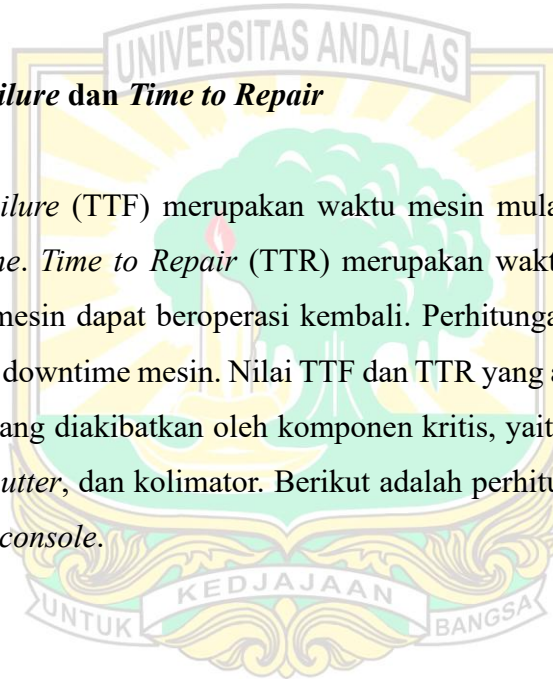 UNIVERSITAS ANDALAS
ilure dan Time to Repair
ilure (TTF) merupakan waktu mesin mula
ne. Time to Repair (TTR) merupakan wakt
mesin dapat beroperasi kembali. Perhitunga
downtime mesin. Nilai TTF dan TTR yang a
ang diakibatkan oleh komponen kritis, yait
utter, dan kolimator. Berikut adalah perhitu
console.
KEDJAJAAN
UNTUK BANGSA